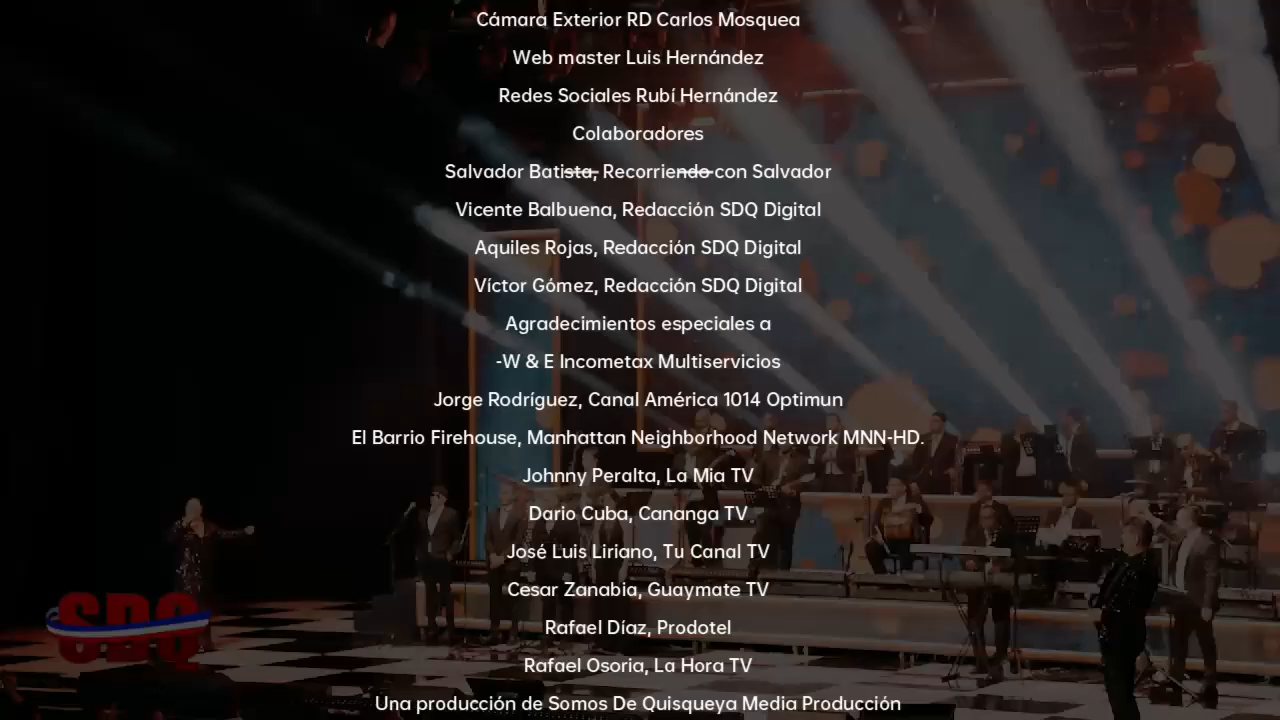 Cámara Exterior RD Carlos Mosquea
Web master Luis Hernández
Redes Sociales Rubí Hernández
Colaboradores
Salvador Batista, Recorriendo con Salvador
Vicente Balbuena, Redacción SDQ Digital
Aquiles Rojas, Redacción SDQ Digital
Víctor Gómez, Redacción SDQ Digital
Agradecimientos especiales a
-W & E Incometax Multiservicios
Jorge Rodríguez, Canal América 1014 Optimun
El Barrio Firehouse, Manhattan Neighborhood Network MNN-HD.
Johnny Peralta, La Mia TV
Dario Cuba, Cananga TV
José Luis Liriano, Tu Canal TV
Cesar Zanabia, Guaymate TV
Rafael Díaz, Prodotel
SDQ
Rafael Osoria, La Hora TV
Una producción de Somos De Quisqueya Media Producción